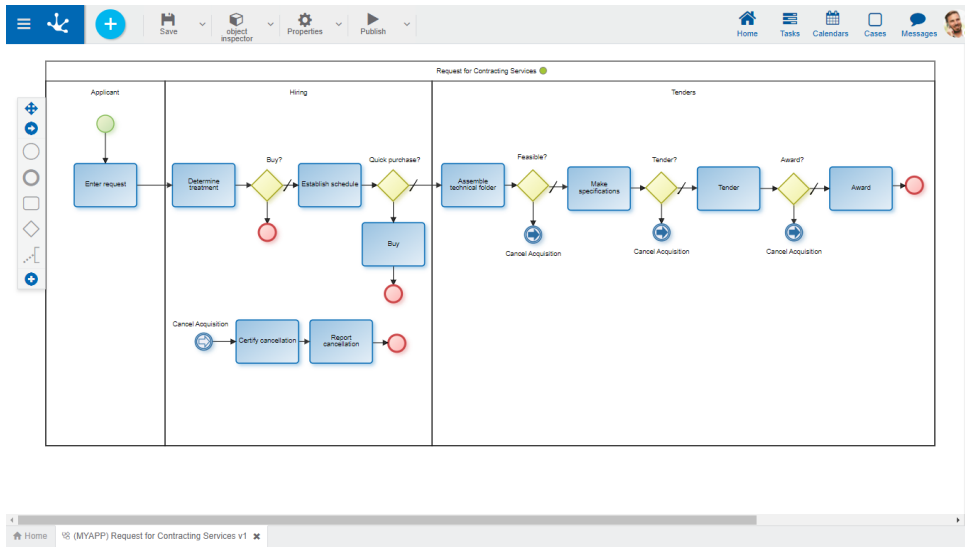 Save
object
inspector
Properties
Publish
Home
Tasks
Calendars
Cases
Messages
Request for Contracting Services
Applicant
Hiring
Tenders
Enter request
Determine
treatment
Buy?
Establish schedule
Quick purchase?
Buy
Assemble
technical folder
Feasible?
Cancel Acquisition
Make
specifications
Tender?
Cancel Acquisition
Tender
Award?
Cancel Acquisition
Award
Cancel Acquisition
Certify cancellation
Report
cancellation
Home
(MYAPP) Request for Contracting Services v1